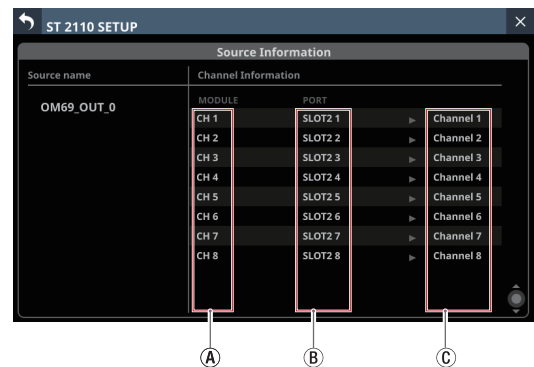 ST 2110 SETUP
Source Information
Source name Channel Information
MODULE PORT
OM69_OUT_0
CH 1 SLOT2 1 ► Channel 1
CH 2 SLOT2 2 ► Channel 2
CH 3 SLOT2 3 ► Channel 3
CH 4 SLOT2 4 ► Channel 4
CH 5 SLOT2 5 ► Channel 5
CH 6 SLOT2 6 ► Channel 6
CH 7 SLOT2 7 ► Channel 7
CH 8 SLOT2 8 ► Channel 8
Ⓐ Ⓑ Ⓒ